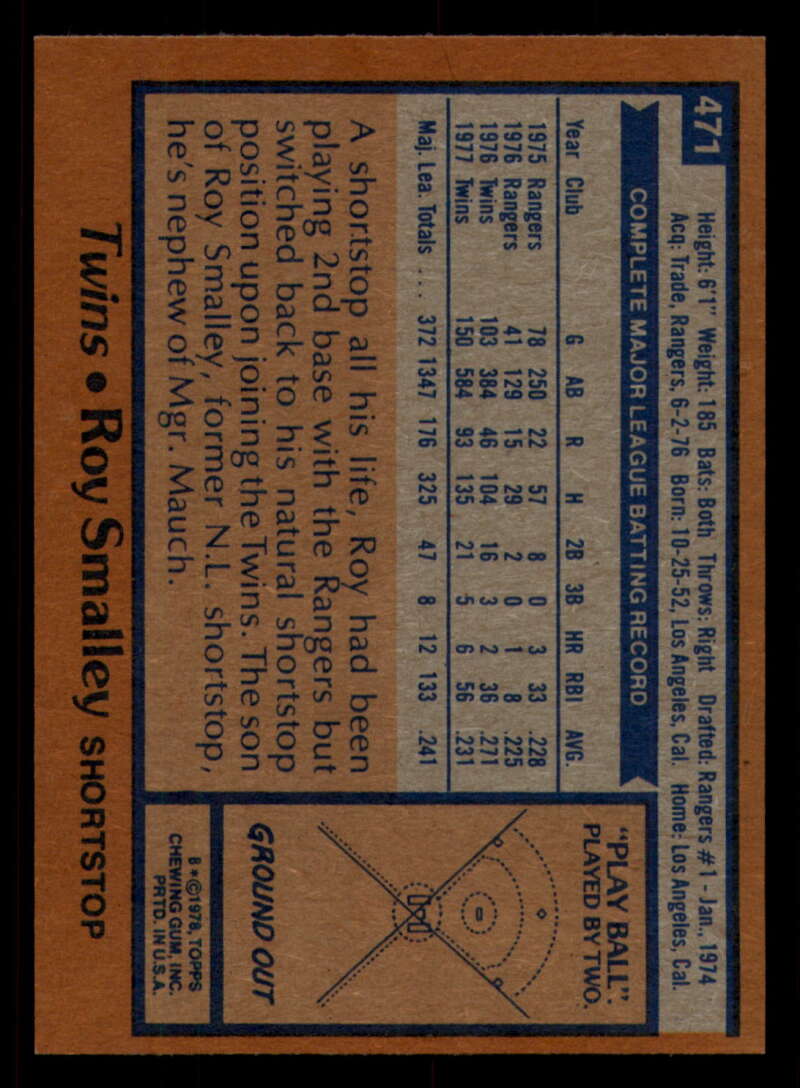 471
Height: 6'1" Weight: 185 Bats: Both Throws: Right Drafted: Rangers #1 - Jan., 1974
Acq: Trade, Rangers, 6-2-76 Born: 10-25-52, Los Angeles, Cal. Home: Los Angeles, Cal.
COMPLETE MAJOR LEAGUE BATTING RECORD
Year Club G AB R H 2B 3B HR RBI AVG.
1975 Rangers 78 250 22 57 8 0 3 33 .228
1976 Rangers 41 129 15 29 2 0 1 8 .225
1976 Twins 103 384 46 104 16 3 2 36 .271
1977 Twins 150 584 93 135 21 5 6 56 .231
Maj. Lea. Totals . . . 372 1347 176 325 47 8 12 133 .241
A shortstop all his life, Roy had been
playing 2nd base with the Rangers but
switched back to his natural shortstop
position upon joining the Twins. The son
of Roy Smalley, former N.L. shortstop,
he's nephew of Mgr. Mauch.
"PLAY BALL".
PLAYED BY TWO.
GROUND OUT
B*©1978, TOPPS
CHEWING GUM, INC.
PRTD. IN U.S.A.
Twins • Roy Smalley SHORTSTOP